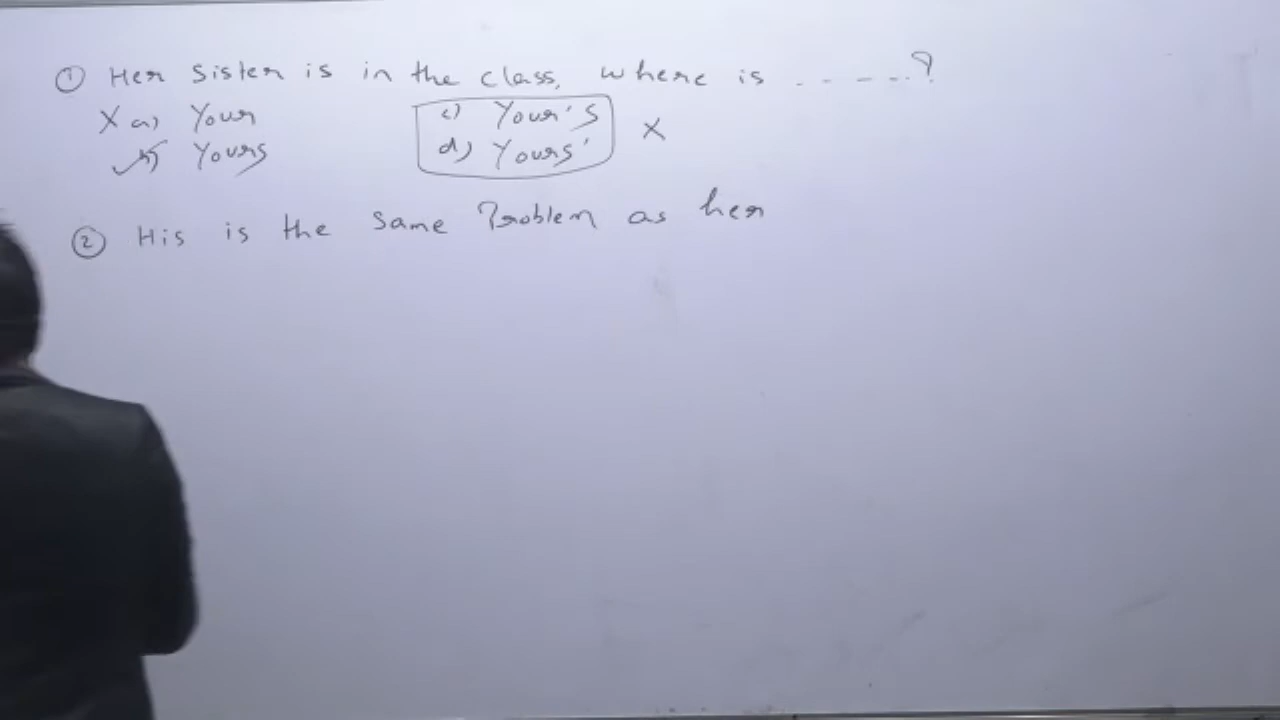 ① Her sister is in the class, where is .....?
X a) Your c) Your's X
✓ b) Yours d) Yours'
② His is the same Problem as her